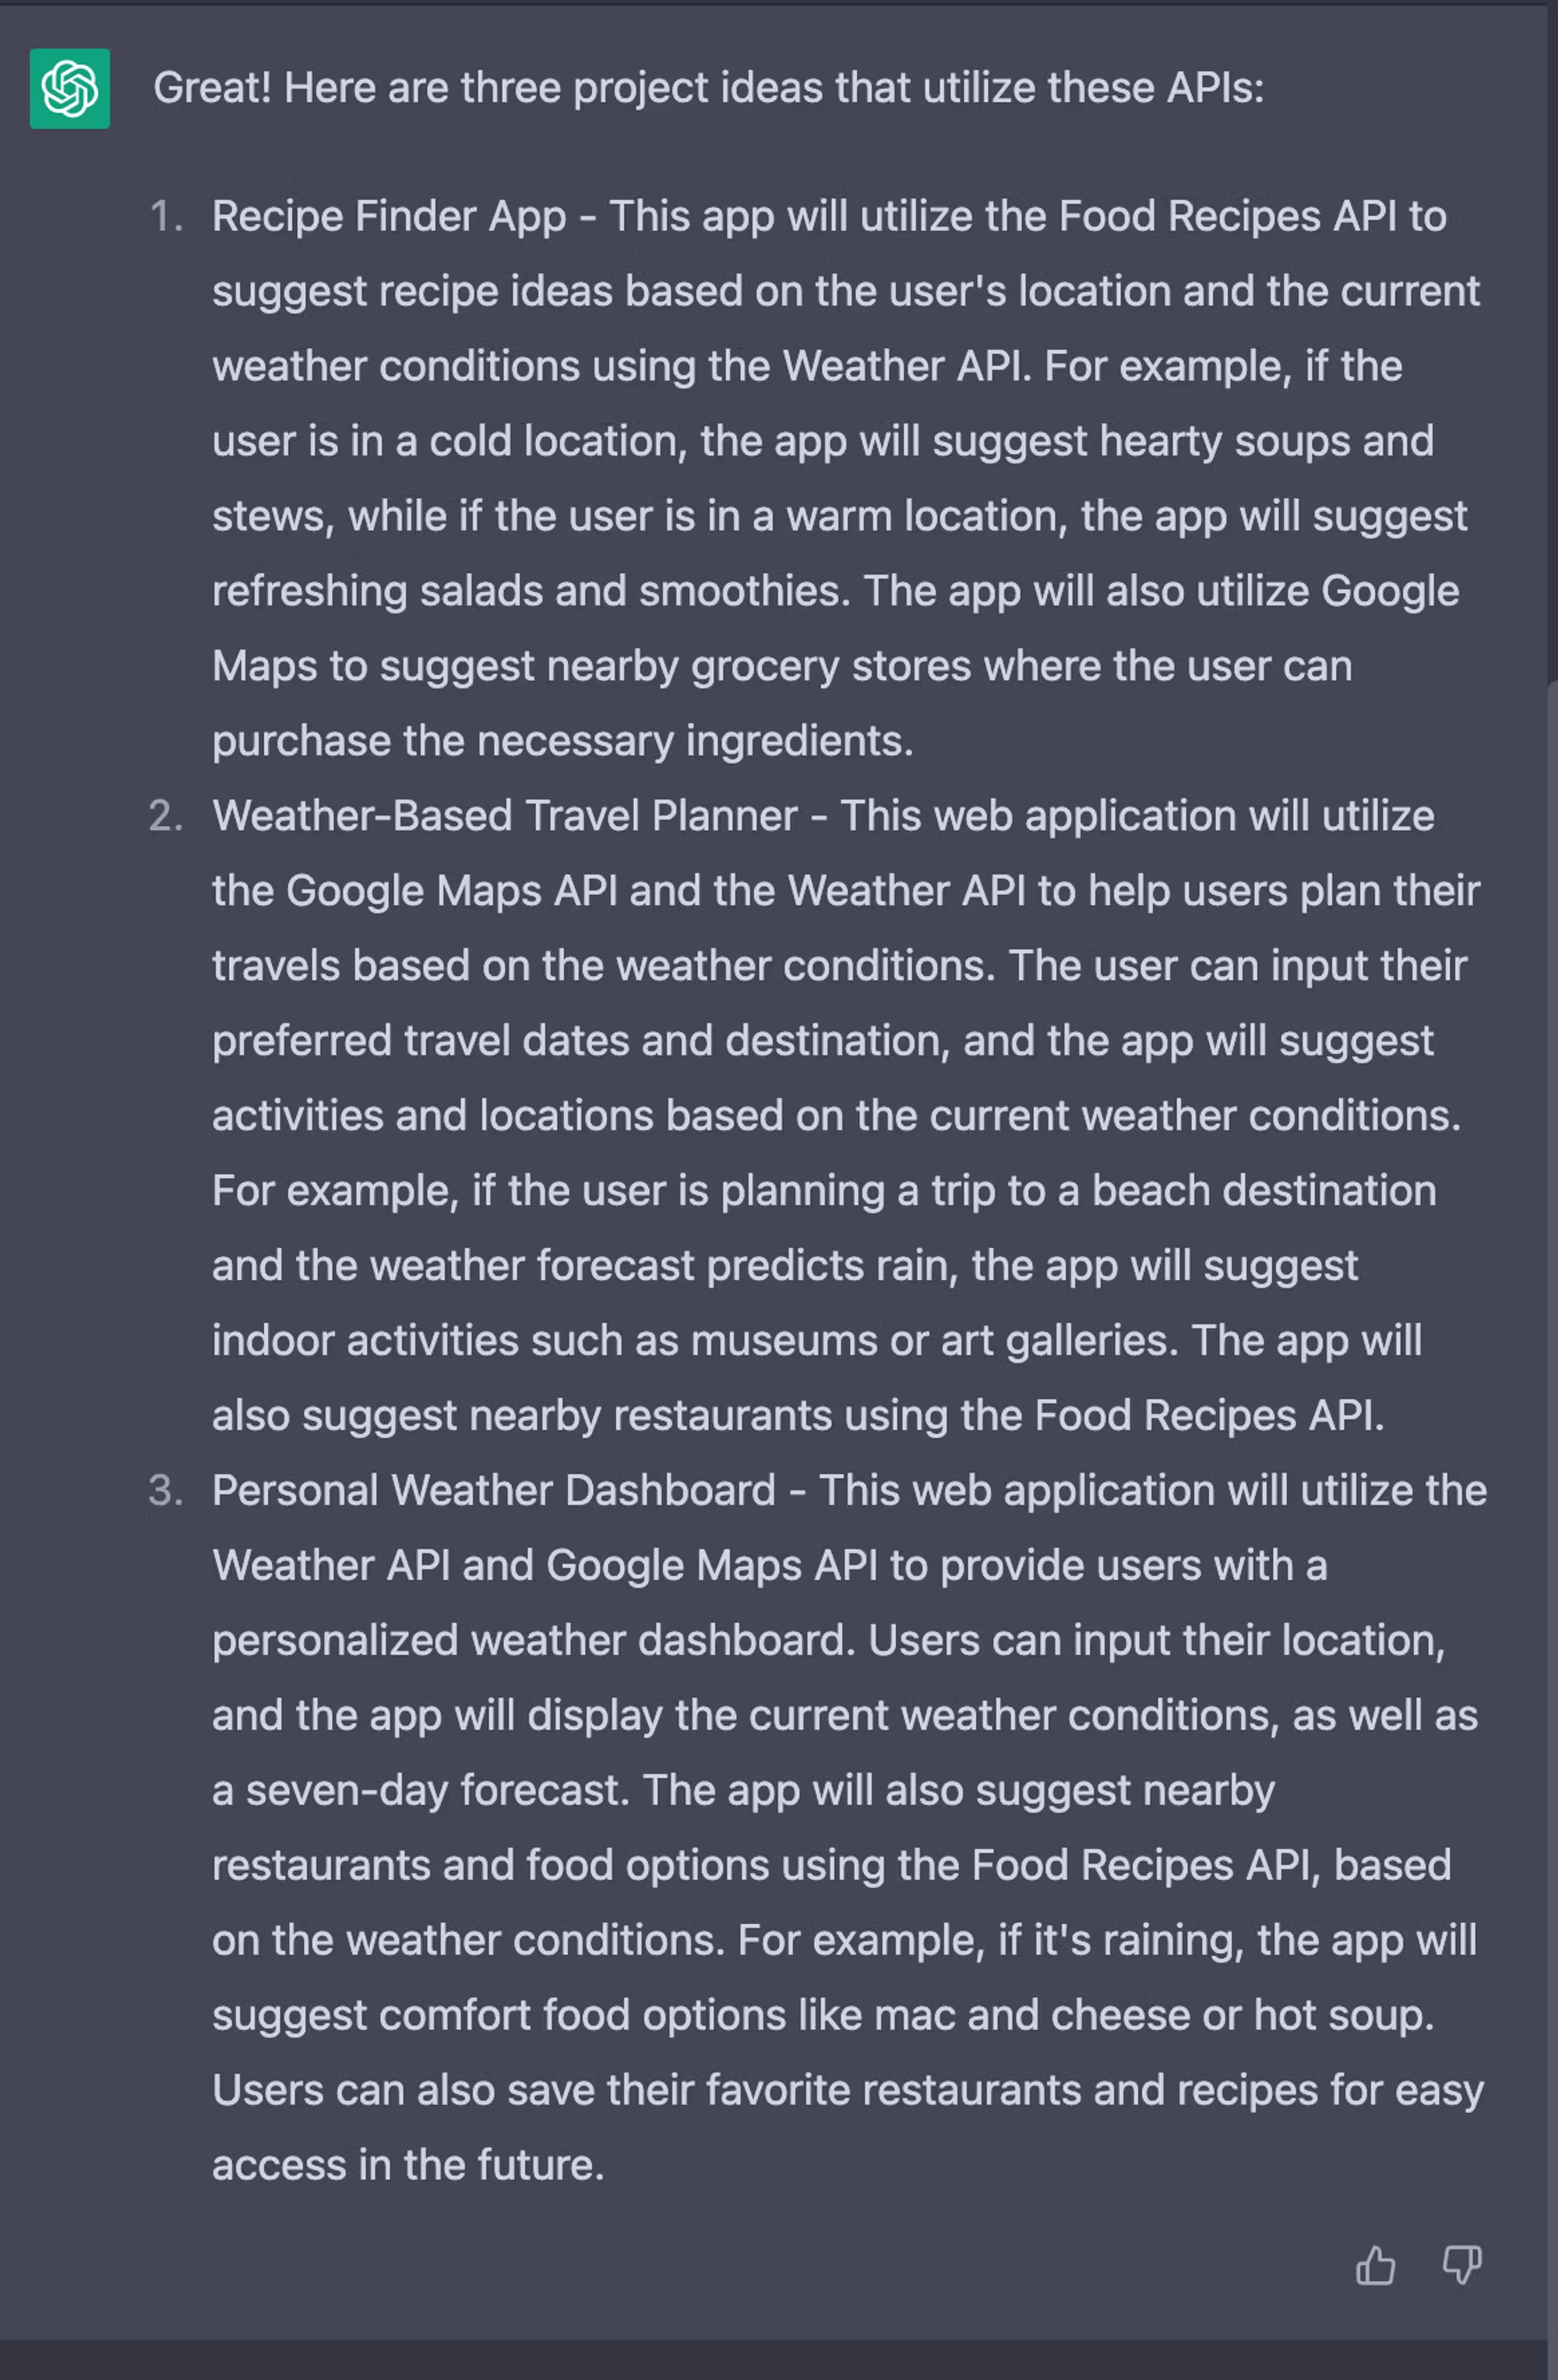 Great! Here are three project ideas that utilize these APIs:
1. Recipe Finder App - This app will utilize the Food Recipes API to
suggest recipe ideas based on the user's location and the current
weather conditions using the Weather API. For example, if the
user is in a cold location, the app will suggest hearty soups and
stews, while if the user is in a warm location, the app will suggest
refreshing salads and smoothies. The app will also utilize Google
Maps to suggest nearby grocery stores where the user can
purchase the necessary ingredients.
2. Weather-Based Travel Planner - This web application will utilize
the Google Maps API and the Weather API to help users plan their
travels based on the weather conditions. The user can input their
preferred travel dates and destination, and the app will suggest
activities and locations based on the current weather conditions.
For example, if the user is planning a trip to a beach destination
and the weather forecast predicts rain, the app will suggest
indoor activities such as museums or art galleries. The app will
also suggest nearby restaurants using the Food Recipes API.
3. Personal Weather Dashboard - This web application will utilize the
Weather API and Google Maps API to provide users with a
personalized weather dashboard. Users can input their location,
and the app will display the current weather conditions, as well as
a seven-day forecast. The app will also suggest nearby
restaurants and food options using the Food Recipes API, based
on the weather conditions. For example, if it's raining, the app will
suggest comfort food options like mac and cheese or hot soup.
Users can also save their favorite restaurants and recipes for easy
access in the future.